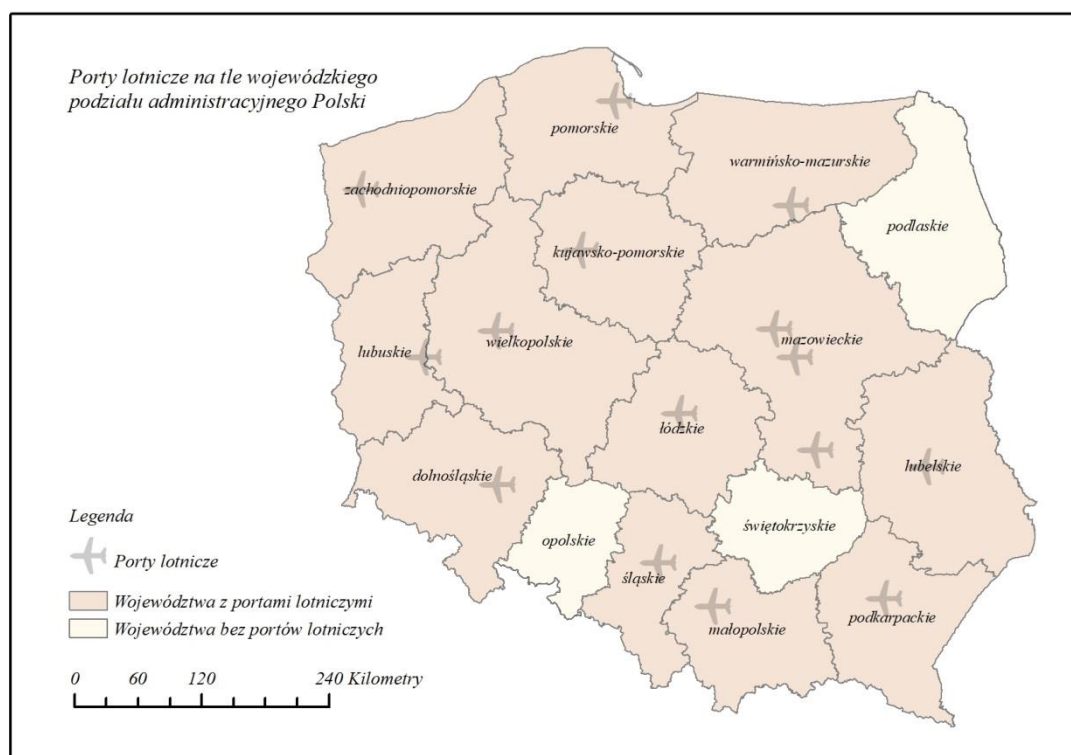 Porty lotnicze na tle wojewódzkiego
podziału administracyjnego Polski
pomorskie
warmińsko-mazurskie
zachodniopomorskie
podlaskie
kujawsko-pomorskie
mazowieckie
wielkopolskie
lubuskie
łódzkie
lubelskie
dolnośląskie
świętokrzyskie
opolskie
śląskie
podkarpackie
małopolskie
Legenda
Porty lotnicze
Województwa z portami lotniczymi
Województwa bez portów lotniczych
0 60 120 240 Kilometry